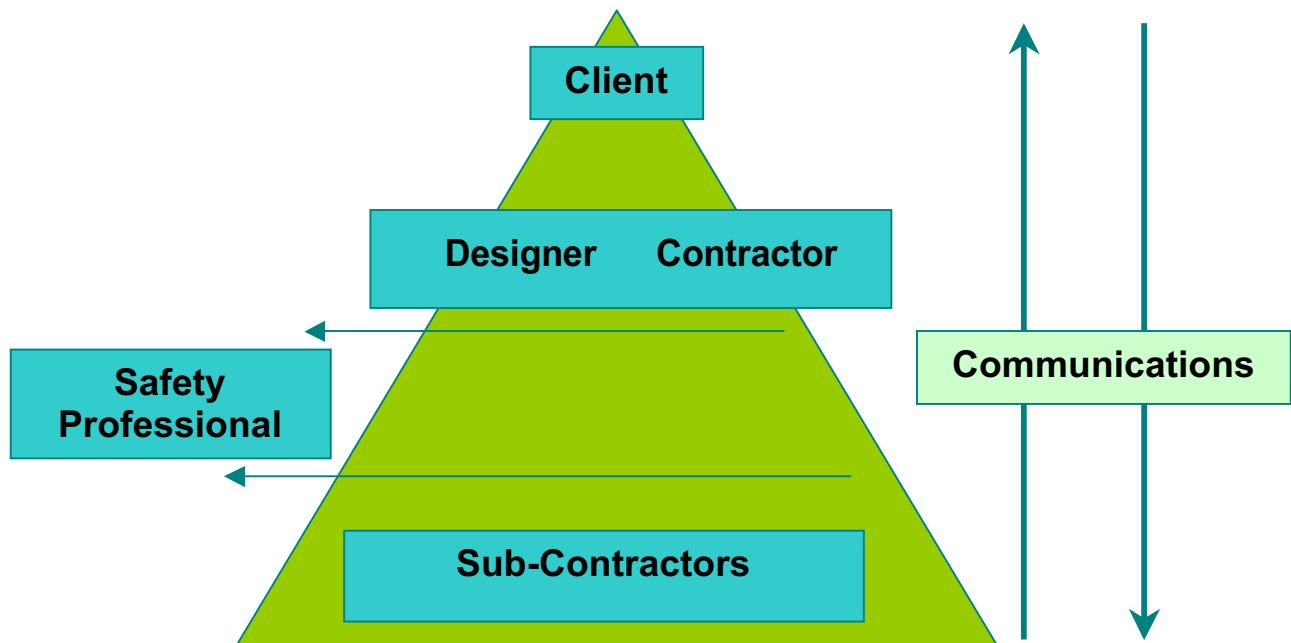 Client
Designer Contractor
Communications
Safety
Professional
Sub-Contractors